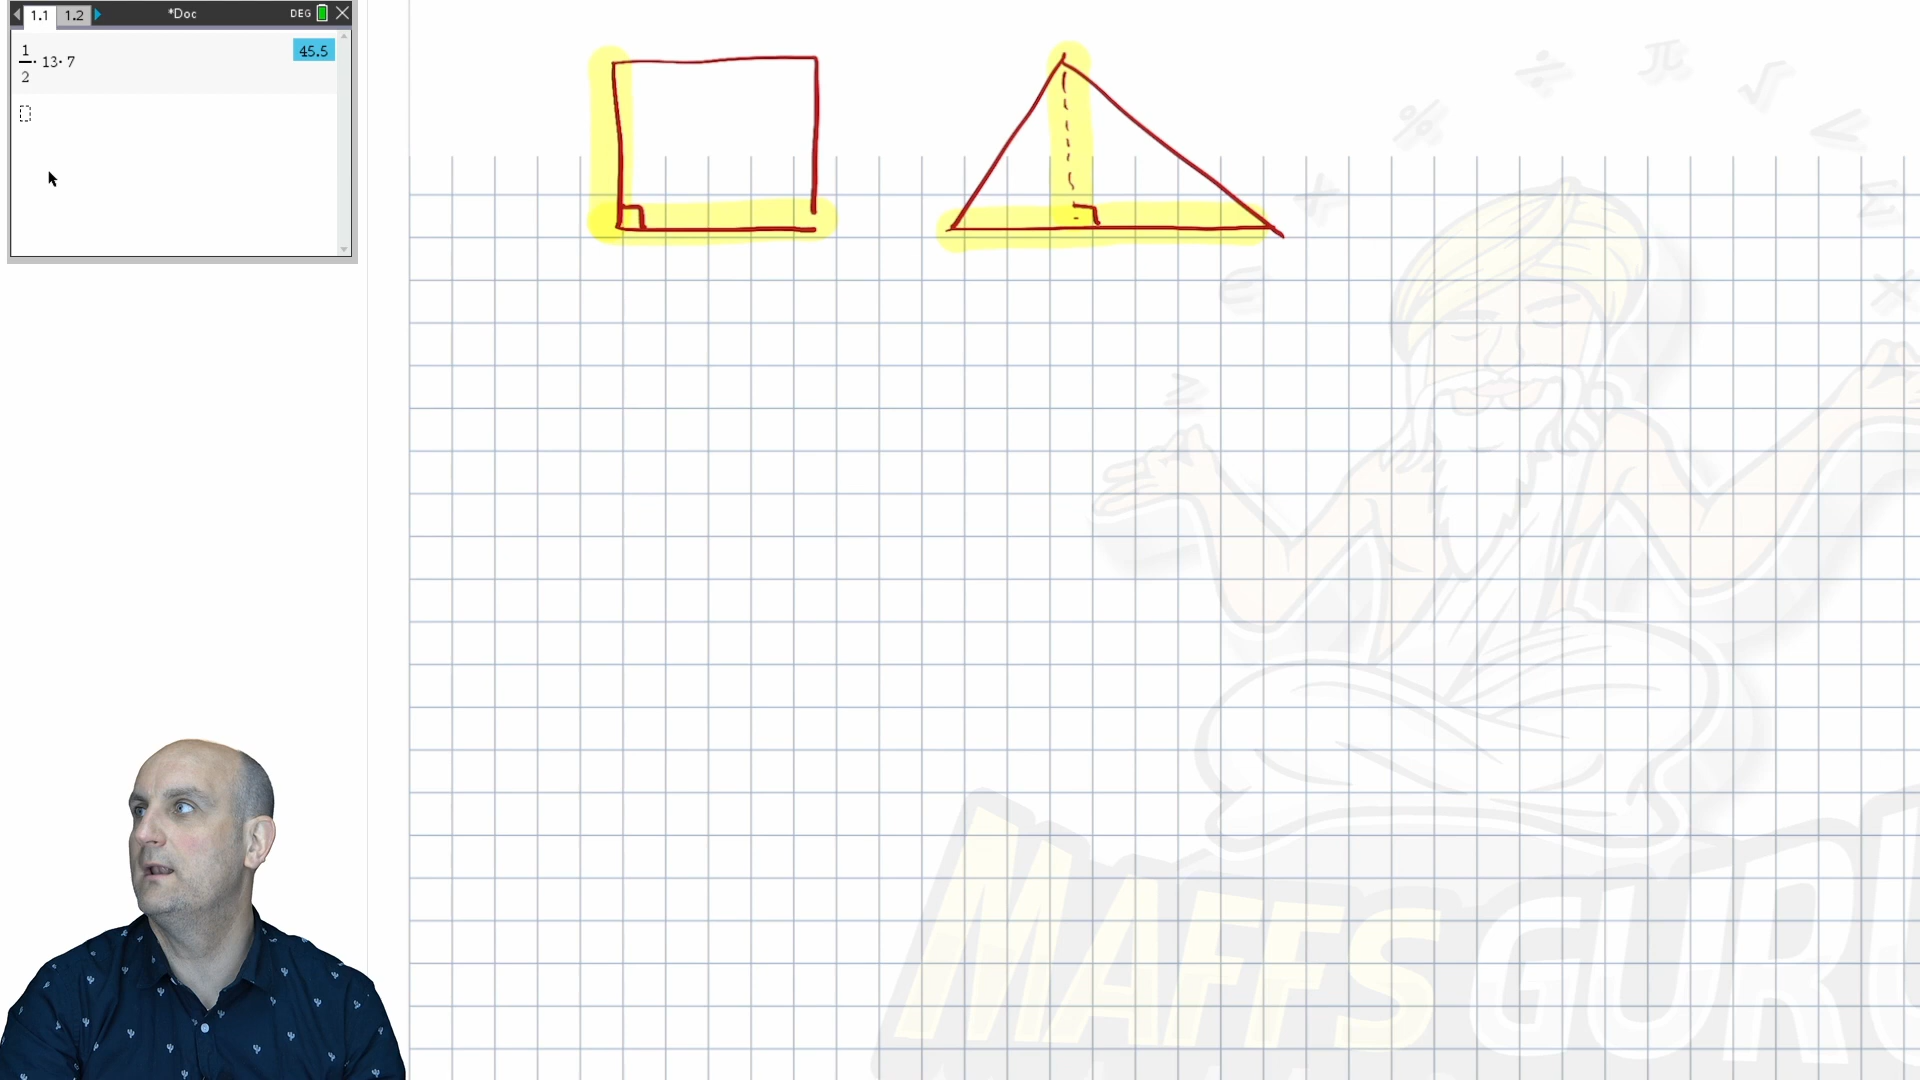 1.1 1.2 *Doc DEG
1/2 · 13 · 7 45.5
% ÷ π √ <
Σ
MAFFS GURU